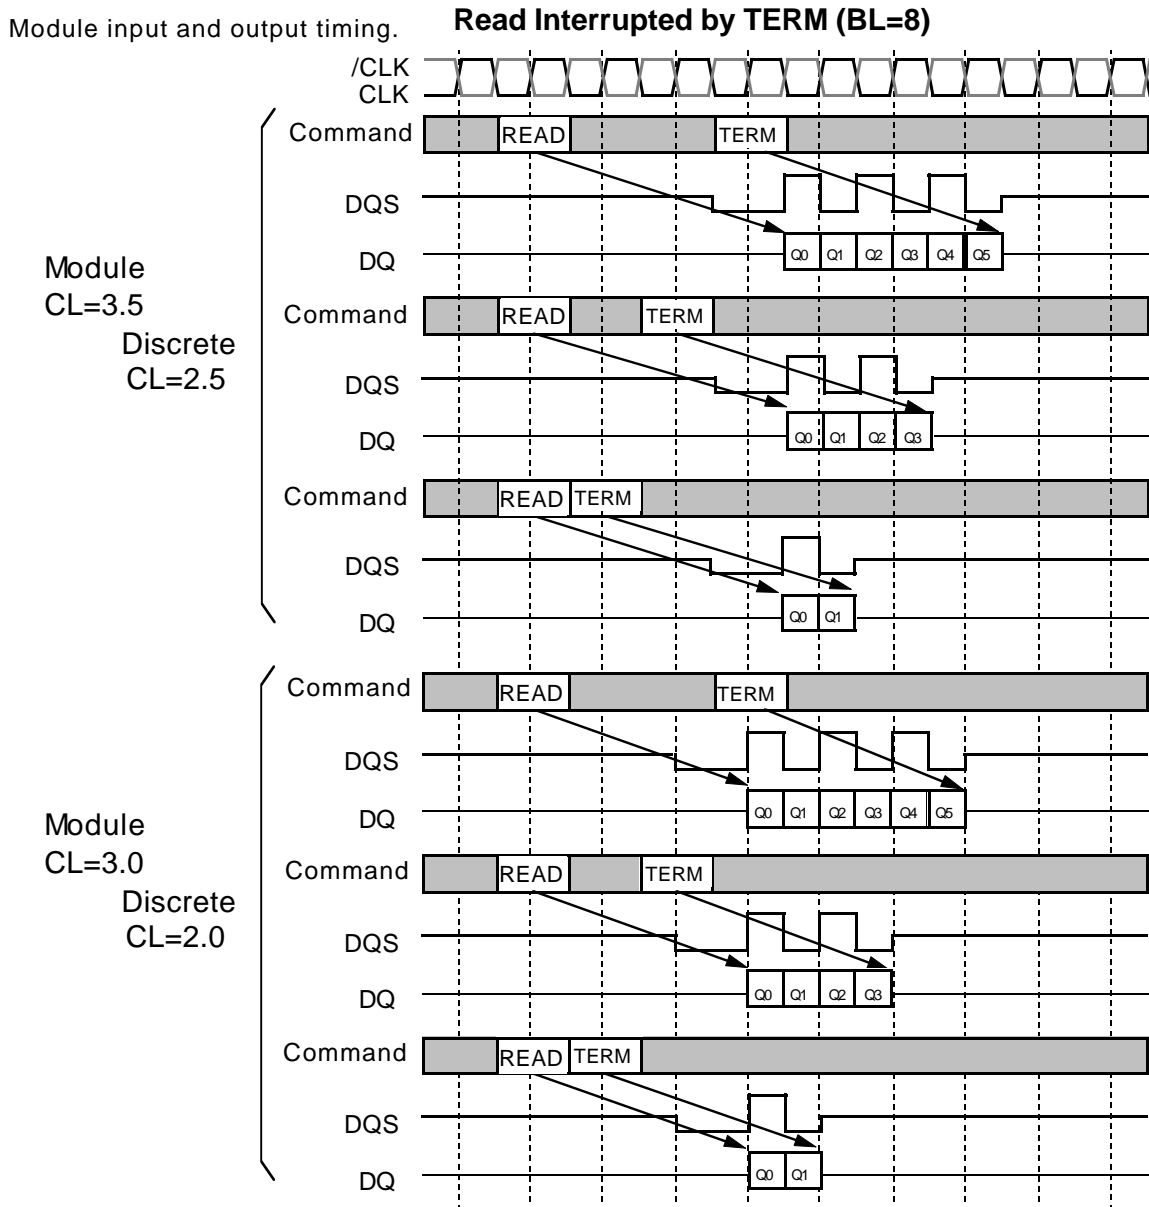 Module input and output timing.
Read Interrupted by TERM (BL=8)
/CLK
CLK
Command READ TERM
DQS
DQ Q0 Q1 Q2 Q3 Q4 Q5
Module
CL=3.5
Discrete
CL=2.5
Command READ TERM
DQS
DQ Q0 Q1 Q2 Q3
Command READ TERM
DQS
DQ Q0 Q1
Command READ TERM
DQS
DQ Q0 Q1 Q2 Q3 Q4 Q5
Module
CL=3.0
Discrete
CL=2.0
Command READ TERM
DQS
DQ Q0 Q1 Q2 Q3
Command READ TERM
DQS
DQ Q0 Q1